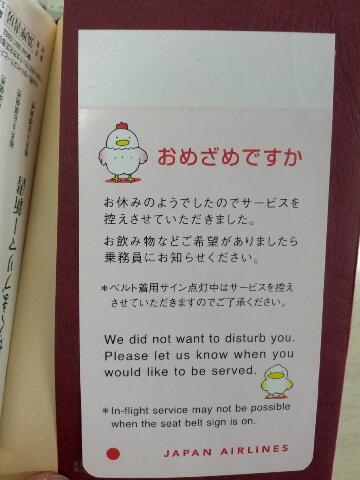 おめざめですか
お休みのようでしたのでサービスを
控えさせていただきました。
お飲み物などご希望がありましたら
乗務員にお知らせください。
*ベルト着用サイン点灯中はサービスを控え
させていただきますのでご了承ください。
We did not want to disturb you.
Please let us know when you
would like to be served.
*In-flight service may not be possible
when the seat belt sign is on.
JAPAN AIRLINES